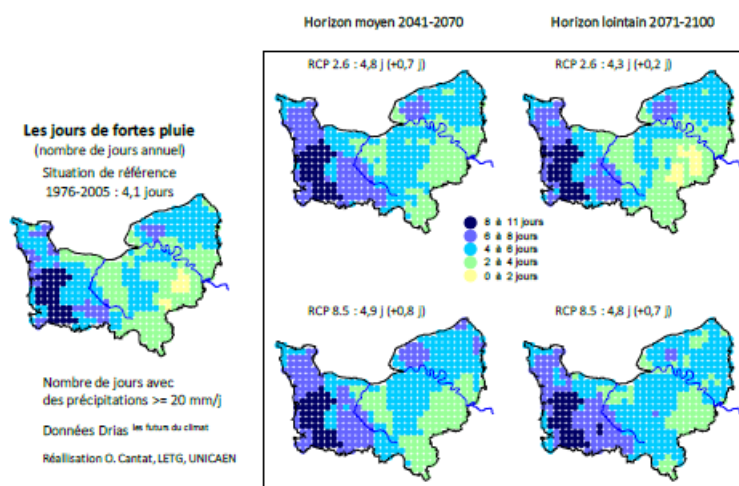 Horizon moyen 2041-2070
Horizon lointain 2071-2100
RCP 2.6 : 4,8 j (+0,7 j)
RCP 2.6 : 4,3 j (+0,2 j)
Les jours de fortes pluie
(nombre de jours annuel)
Situation de référence
1976-2005 : 4,1 jours
8 à 11 jours
6 à 8 jours
4 à 6 jours
2 à 4 jours
0 à 2 jours
RCP 8.5 : 4,9 j (+0,8 j)
RCP 8.5 : 4,8 j (+0,7 j)
Nombre de jours avec
des précipitations >= 20 mm/j
Données Drias les futurs du climat
Réalisation O. Cantat, LETG, UNICAEN